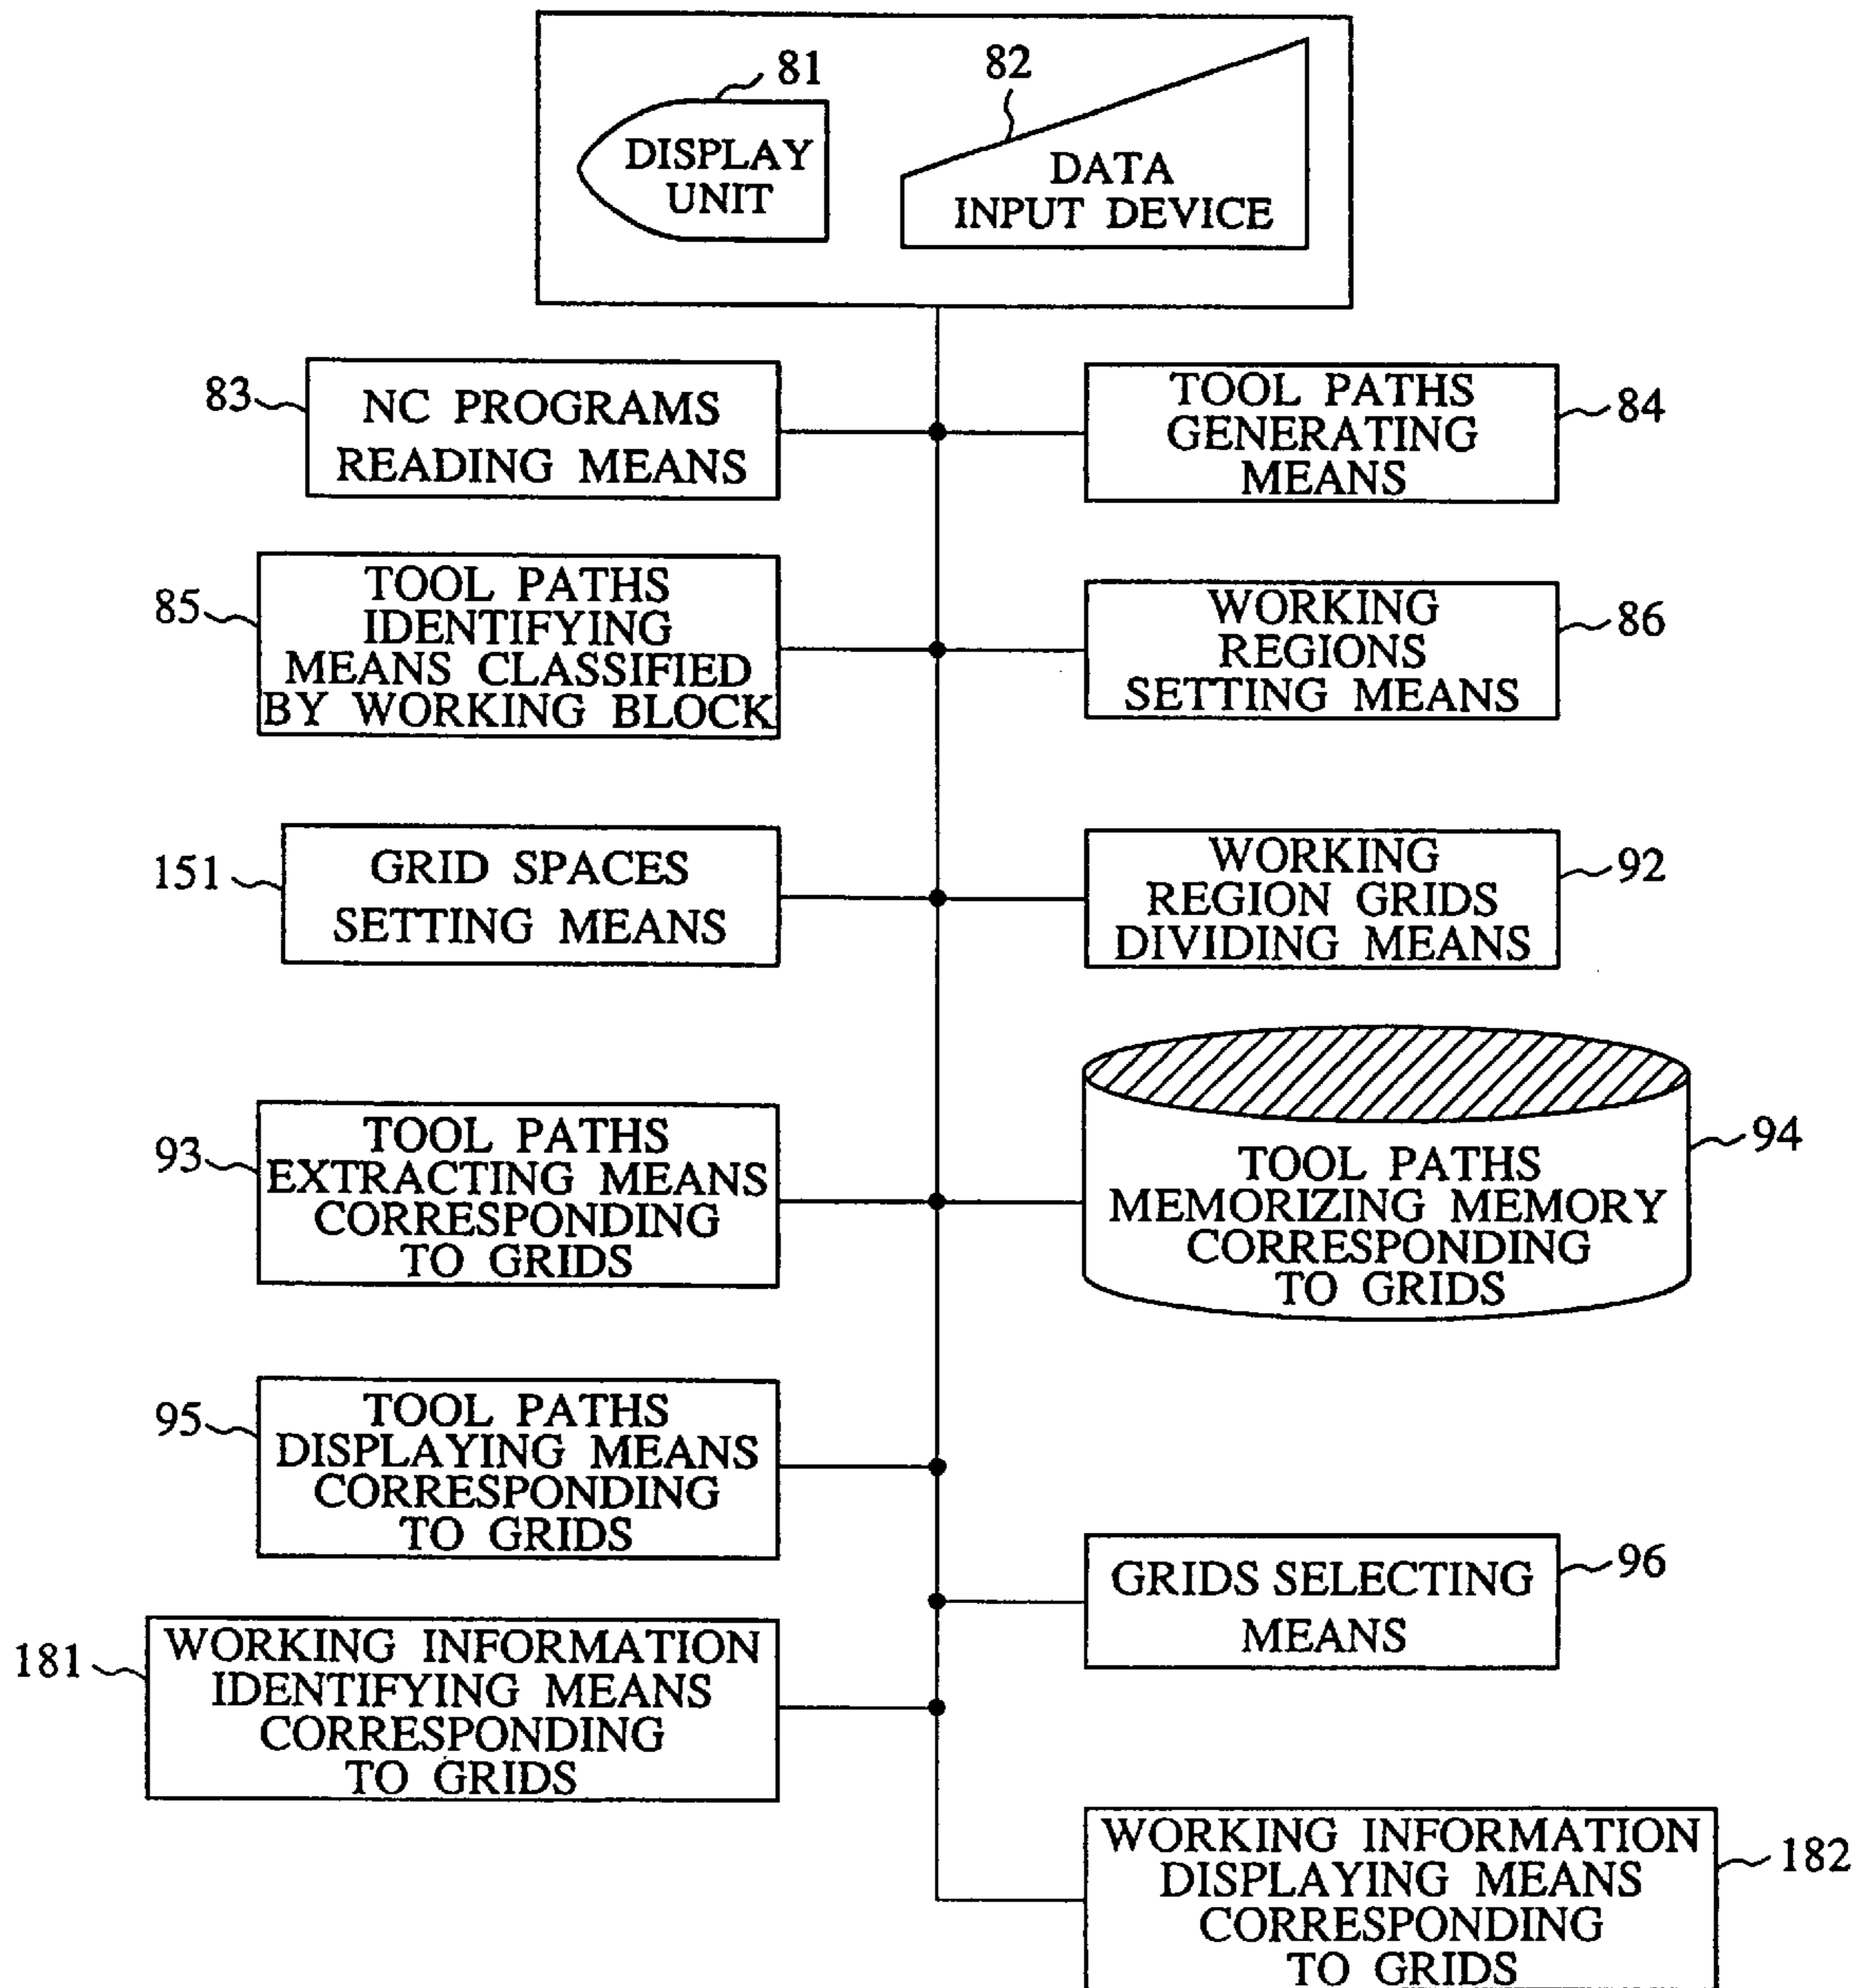 81
82
DISPLAY
UNIT
DATA
INPUT DEVICE
83
NC PROGRAMS
READING MEANS
TOOL PATHS
GENERATING
MEANS
84
85
TOOL PATHS
IDENTIFYING
MEANS CLASSIFIED
BY WORKING BLOCK
WORKING
REGIONS
SETTING MEANS
86
151
GRID SPACES
SETTING MEANS
WORKING
REGION GRIDS
DIVIDING MEANS
92
93
TOOL PATHS
EXTRACTING MEANS
CORRESPONDING
TO GRIDS
TOOL PATHS
MEMORIZING MEMORY
CORRESPONDING
TO GRIDS
94
95
TOOL PATHS
DISPLAYING MEANS
CORRESPONDING
TO GRIDS
GRIDS SELECTING
MEANS
96
181
WORKING INFORMATION
IDENTIFYING MEANS
CORRESPONDING
TO GRIDS
WORKING INFORMATION
DISPLAYING MEANS
CORRESPONDING
TO GRIDS
182